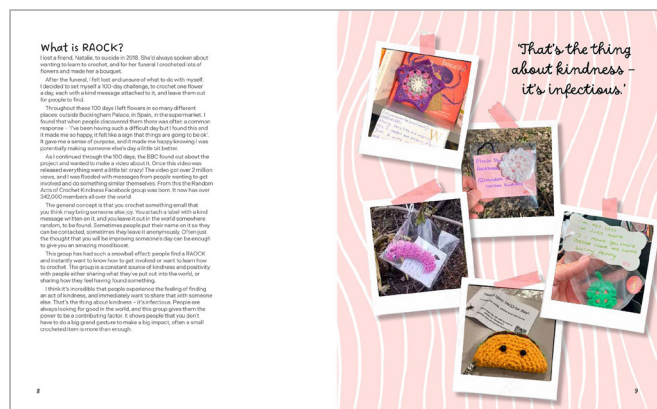 What is RAOCK?
I lost a friend, Natalie, to suicide in 2018. She'd always spoken about
wanting to learn to crochet, and for her funeral I crocheted lots of
flowers and made her a bouquet.
After the funeral, I felt lost and unsure of what to do with myself.
I decided to set myself a 100-day challenge, to crochet one flower
a day, each with a kind message attached to it, and leave them out
for people to find.
Throughout these 100 days I left flowers in so many different
places: outside Buckingham Palace, in Spain, in the supermarket. I
found that when people discovered them there was often a common
response – 'I've been having such a difficult day but I found this and
it made me so happy, it felt like a sign that things are going to be ok'.
It gave me a sense of purpose, and it made me happy knowing I was
potentially making someone else's day a little bit better.
As I continued through the 100 days, the BBC found out about the
project and wanted to make a video about it. Once this video was
released everything went a little bit crazy! The video got over 2 million
views, and I was flooded with messages from people wanting to get
involved and do something similar themselves. From this the Random
Acts of Crochet Kindness Facebook group was born. It now has over
342,000 members all over the world.
The general concept is that you crochet something small that
you think may bring someone else joy. You attach a label with a kind
message written on it, and you leave it out in the world somewhere
random, to be found. Sometimes people put their name on it so they
can be contacted, sometimes they leave it anonymously. Often just
the thought that you will be improving someone's day can be enough
to give you an amazing mood boost.
This group has had such a snowball effect: people find a RAOCK
and instantly want to know how to get involved or want to learn how
to crochet. The group is a constant source of kindness and positivity,
with people either sharing what they've put out into the world, or
sharing how they feel having found something.
I think it's incredible that people experience the feeling of finding
an act of kindness, and immediately want to share that with someone
else. That's the thing about kindness – it's infectious. People are
always looking for good in the world, and this group gives them the
power to be a contributing factor. It shows people that you don't
have to do a big grand gesture to make a big impact, often a small
crocheted item is more than enough.
8
'That's the thing
about kindness –
it's infectious.'
9